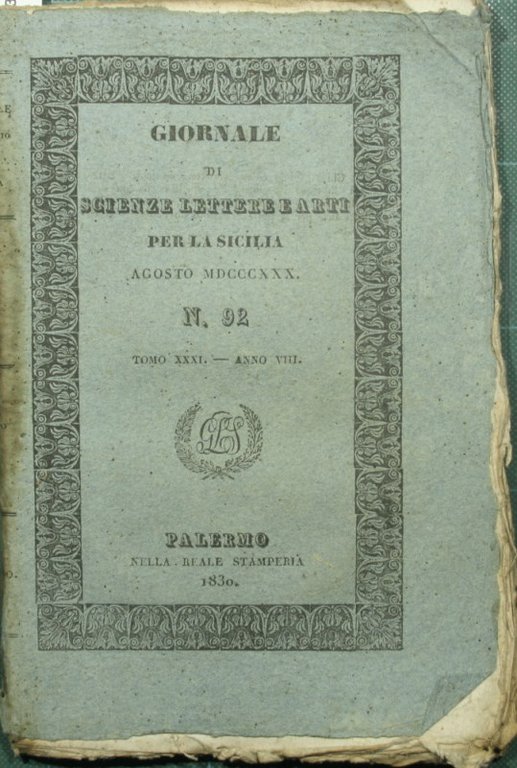 GIORNALE
DI
SCIENZE LETTERE E ARTI
PER LA SICILIA
AGOSTO MDCCCXXX.
N. 92
TOMO XXXI. — ANNO VIII.
PALERMO
NELLA REALE STAMPERIA
1830.